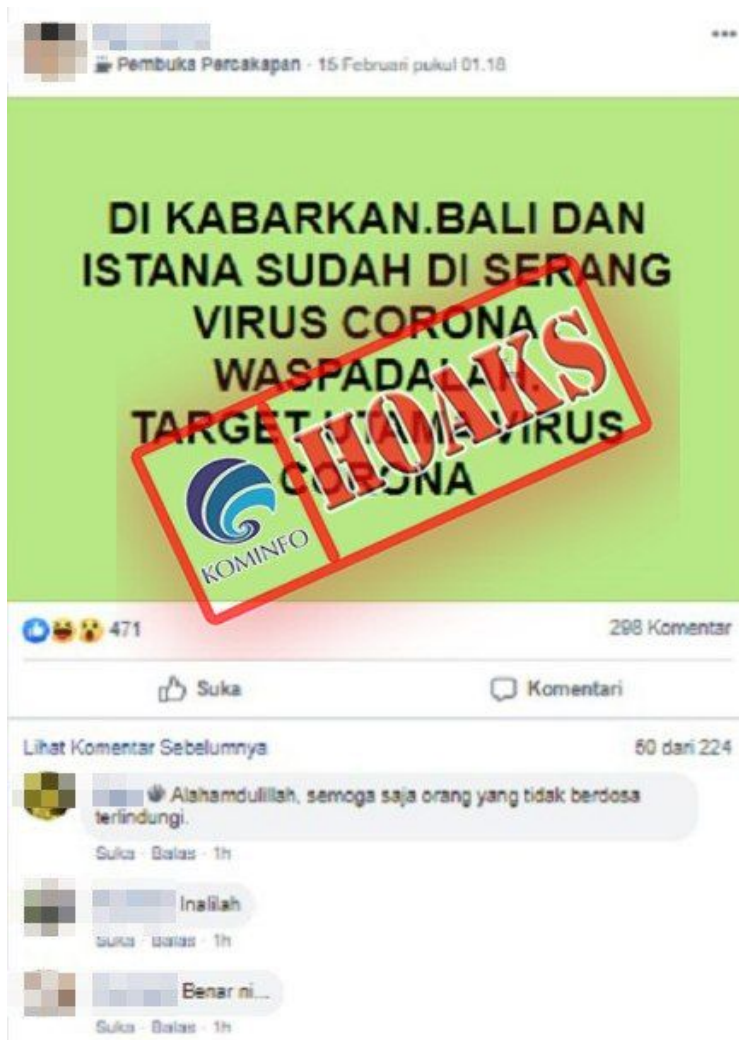 Pembuka Percakapan · 15 Februari pukul 01.18
DI KABARKAN.BALI DAN
ISTANA SUDAH DI SERANG
VIRUS CORONA
WASPADALAH.
TARGET UTAMA VIRUS
CORONA
HOAKS
KOMINFO
471
298 Komentar
Suka
Komentari
Lihat Komentar Sebelumnya
50 dari 224
Alahamdulillah, semoga saja orang yang tidak berdosa
terlindungi.
Suka · Balas · 1h
Inalilah
Suka · Balas · 1h
Benar ni...
Suka · Balas · 1h